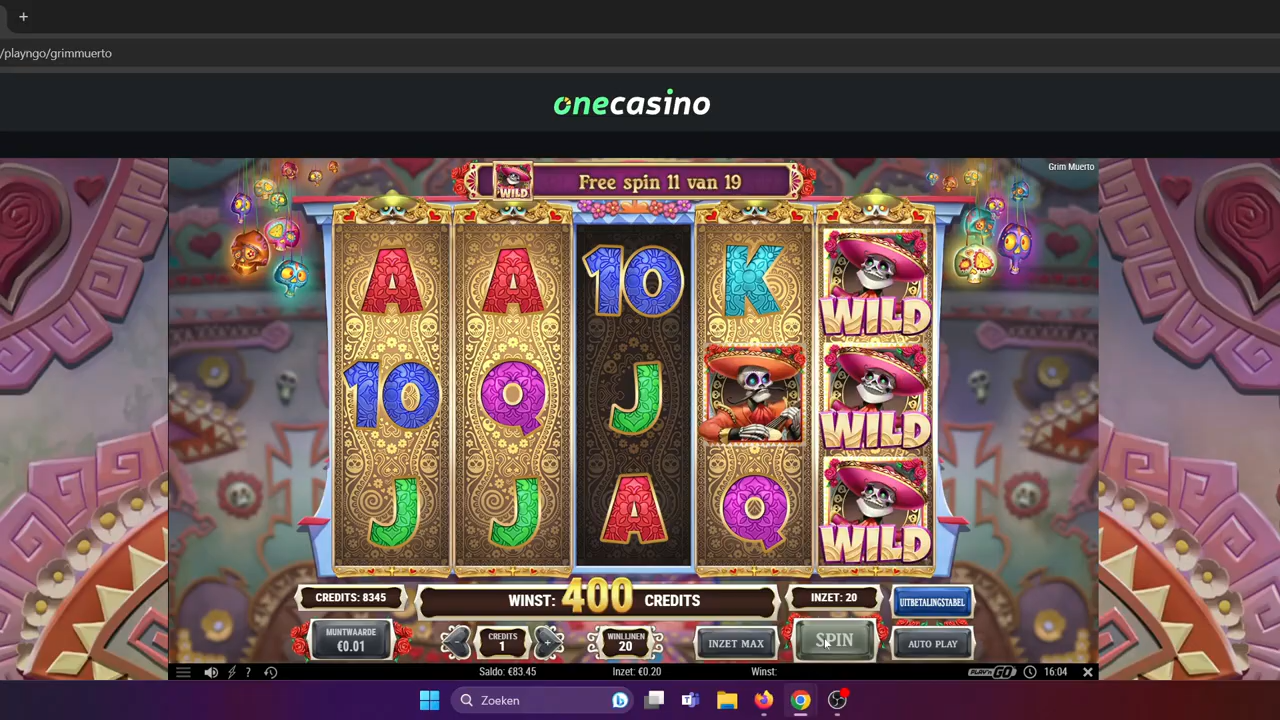 /playngo/grimmuerto
onecasino
Grim Muerto
WILD Free spin 11 van 19
A A 10 K WILD
10 Q J WILD
J J A Q WILD
CREDITS: 8345 WINST: 400 CREDITS INZET: 20 UITBETALINGSTABEL
MUNTWAARDE €0.01 CREDITS 1 WINLIJNEN 20 INZET MAX SPIN AUTO PLAY
Saldo: €83.45 Inzet: €0.20 Winst: PLAY'N GO 16:04
Zoeken